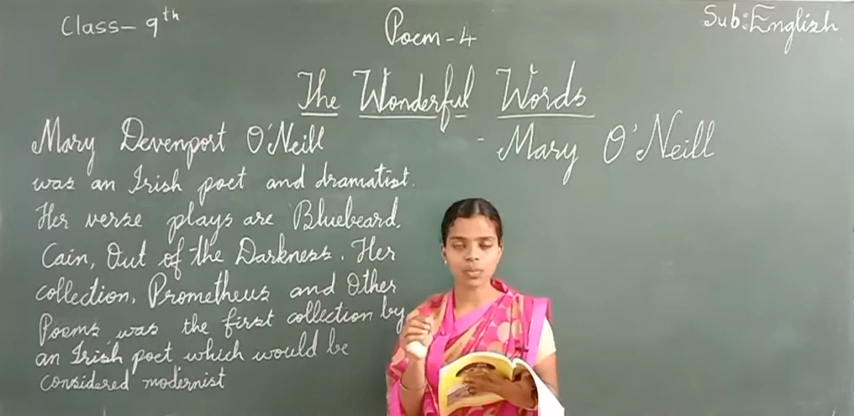 Class- 9th
Poem-4
Sub: English
The Wonderful Words
- Mary O'Neill
Mary Devenport O'Neill
was an Irish poet and dramatist.
Her verse plays are Bluebeard,
Cain, Out of the Darkness. Her
collection, Prometheus and Other
Poems was the first collection by
an Irish poet which would be
considered modernist